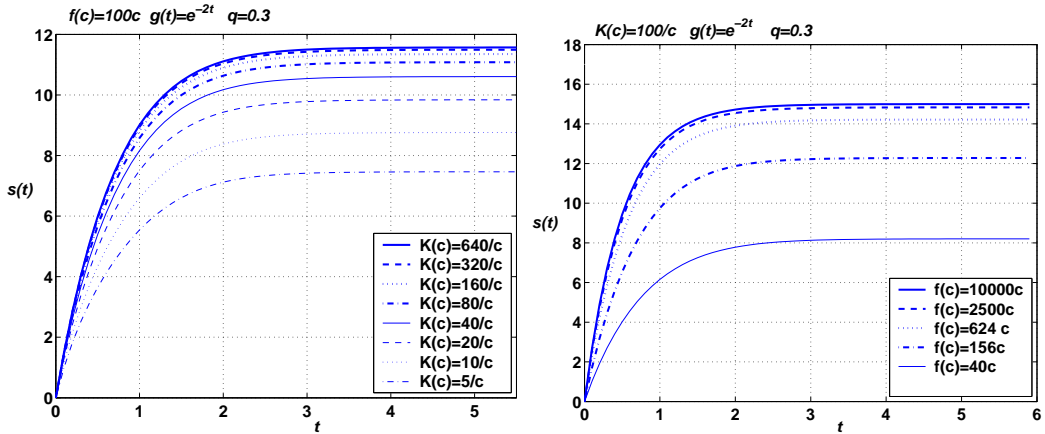 f(c)=100c g(t)=e^{-2t} q=0.3
12
10
8
6
4
2
0
s(t)
0 1 2 3 4 5
t
K(c)=640/c
K(c)=320/c
K(c)=160/c
K(c)=80/c
K(c)=40/c
K(c)=20/c
K(c)=10/c
K(c)=5/c
K(c)=100/c g(t)=e^{-2t} q=0.3
18
16
14
12
10
8
6
4
2
0
s(t)
0 1 2 3 4 5 6
t
f(c)=10000c
f(c)=2500c
f(c)=624 c
f(c)=156c
f(c)=40c